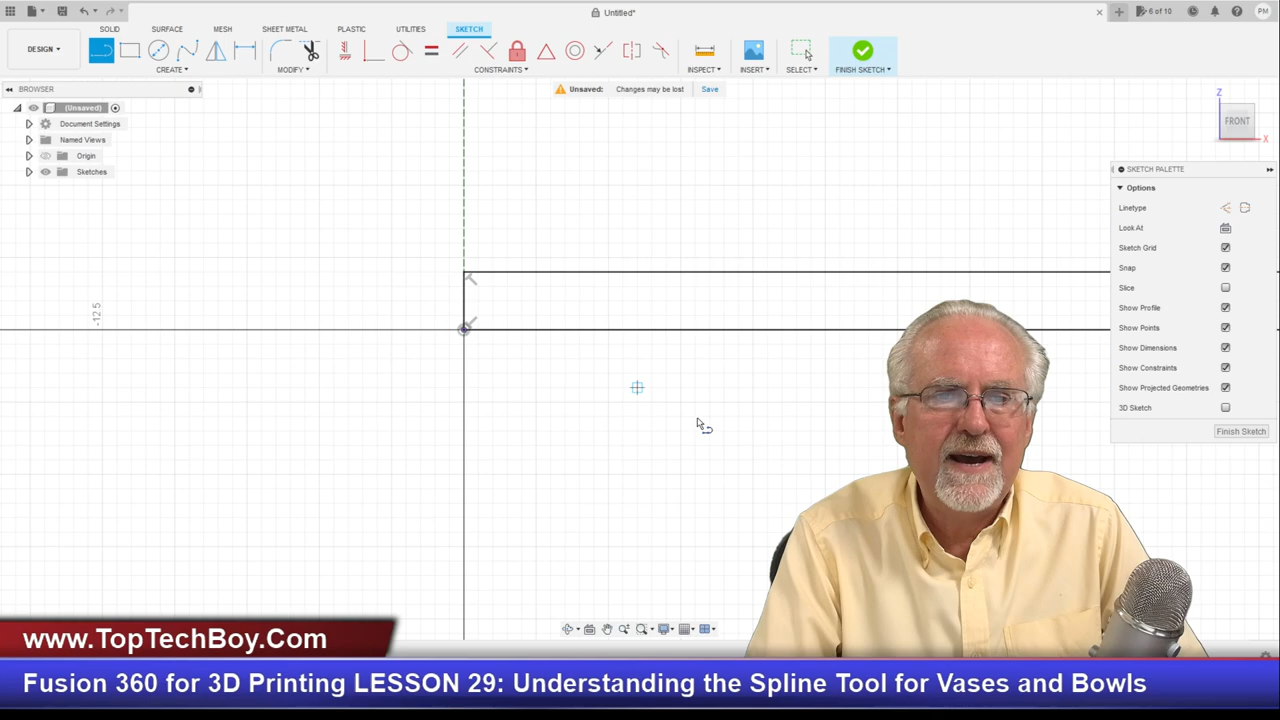 Untitled*
6 of 10
PM
DESIGN
SOLID
SURFACE
MESH
SHEET METAL
PLASTIC
UTILITIES
SKETCH
CREATE
MODIFY
CONSTRAINTS
INSPECT
INSERT
SELECT
FINISH SKETCH
BROWSER
Unsaved: Changes may be lost Save
(Unsaved)
Document Settings
Named Views
Origin
Sketches
Z
FRONT
X
-12.5
SKETCH PALETTE
Options
Linetype
Look At
Sketch Grid
Snap
Slice
Show Profile
Show Points
Show Dimensions
Show Constraints
Show Projected Geometries
3D Sketch
Finish Sketch
www.TopTechBoy.Com
Fusion 360 for 3D Printing LESSON 29: Understanding the Spline Tool for Vases and Bowls